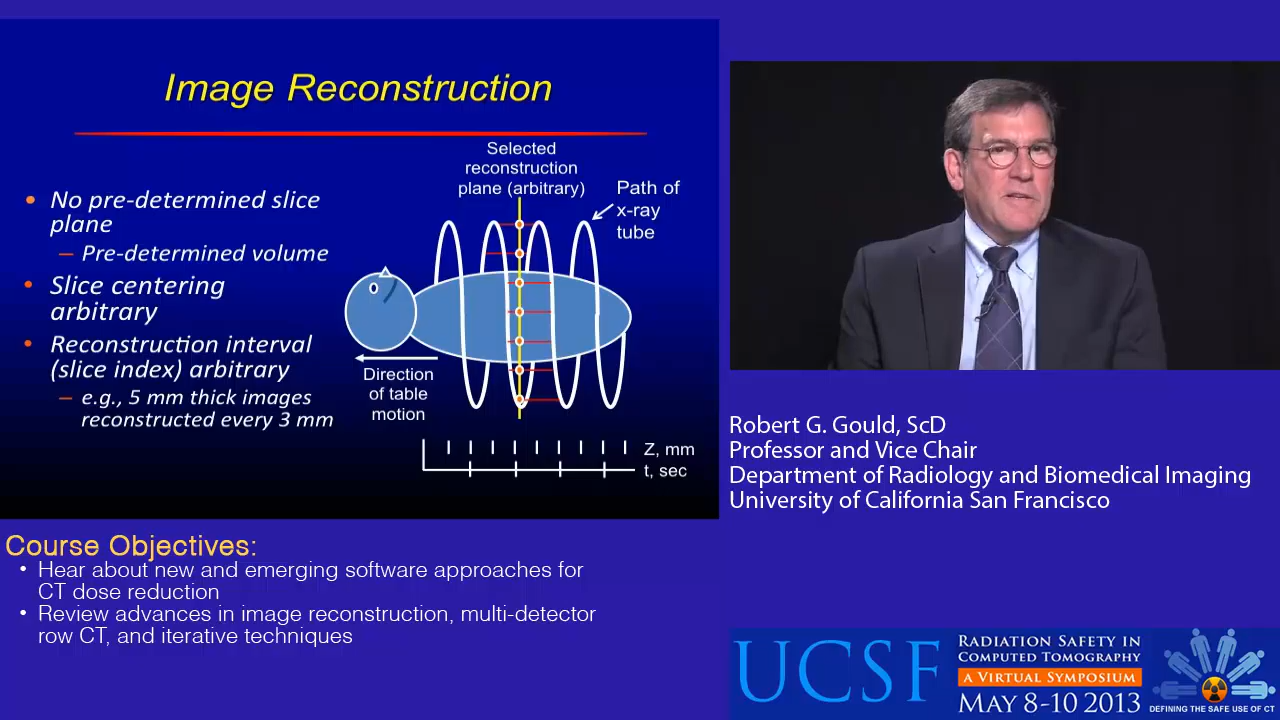 Image Reconstruction
• No pre-determined slice
plane
– Pre-determined volume
• Slice centering
arbitrary
• Reconstruction interval
(slice index) arbitrary
– e.g., 5 mm thick images
reconstructed every 3 mm
Selected
reconstruction
plane (arbitrary)
Path of
x-ray
tube
Direction
of table
motion
Z, mm
t, sec
Robert G. Gould, ScD
Professor and Vice Chair
Department of Radiology and Biomedical Imaging
University of California San Francisco
Course Objectives:
• Hear about new and emerging software approaches for
CT dose reduction
• Review advances in image reconstruction, multi-detector
row CT, and iterative techniques
UCSF
RADIATION SAFETY IN
COMPUTED TOMOGRAPHY
A VIRTUAL SYMPOSIUM
MAY 8-10 2013
DEFINING THE SAFE USE OF CT